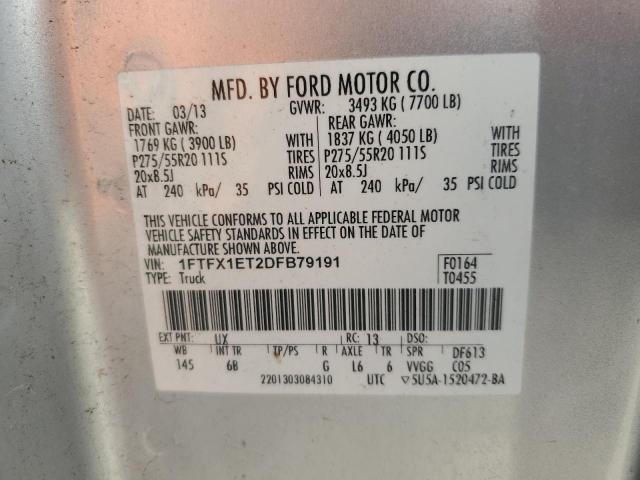 MFD. BY FORD MOTOR CO.
DATE: 03/13 GVWR: 3493 KG ( 7700 LB)
FRONT GAWR: REAR GAWR:
1769 KG ( 3900 LB) WITH 1837 KG ( 4050 LB) WITH
P275/55R20 111S TIRES P275/55R20 111S TIRES
20x8.5J RIMS 20x8.5J RIMS
AT 240 kPa/ 35 PSI COLD AT 240 kPa/ 35 PSI COLD
THIS VEHICLE CONFORMS TO ALL APPLICABLE FEDERAL MOTOR
VEHICLE SAFETY STANDARDS IN EFFECT ON THE DATE OF
MANUFACTURE SHOWN ABOVE.
VIN: 1FTFX1ET2DFB79191 F0164
TYPE: Truck T0455
EXT PNT: UX RC: 13 DSO:
WB INT TR TP/PS R AXLE TR SPR DF613
145 6B G L6 6 VVGG C05
2201303084310 UTC ▽5U5A-1520472-BA